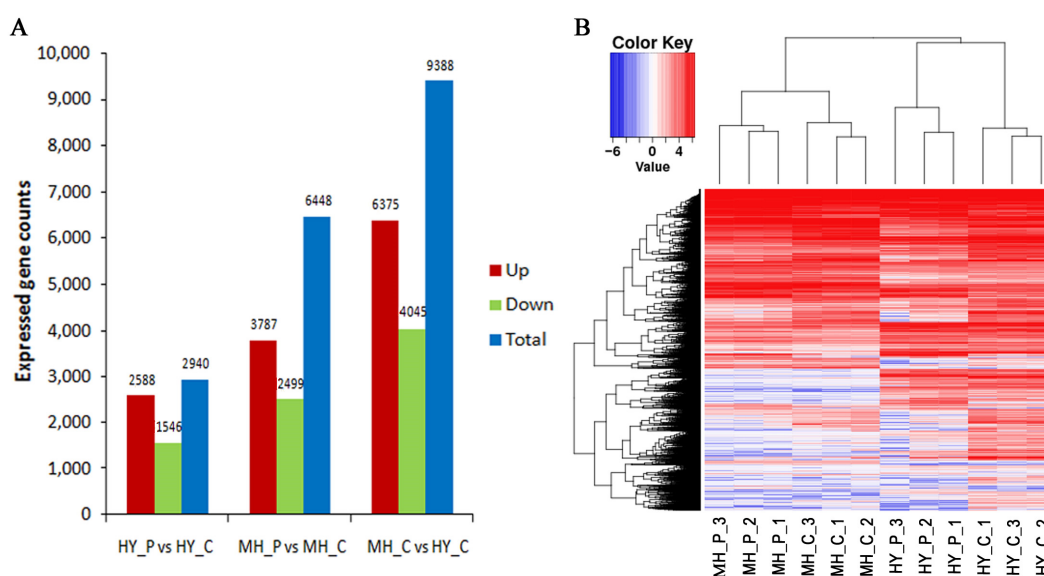 A
Expressed gene counts
10,000
9,000
8,000
7,000
6,000
5,000
4,000
3,000
2,000
1,000
0
2588
1546
2940
3787
2499
6448
6375
4045
9388
HY_P vs HY_C
MH_P vs MH_C
MH_C vs HY_C
Up
Down
Total
B
Color Key
-6 0 4
Value
MH_P_3
MH_P_2
MH_P_1
MH_C_3
MH_C_1
MH_C_2
HY_P_3
HY_P_2
HY_P_1
HY_C_1
HY_C_3
HY_C_2